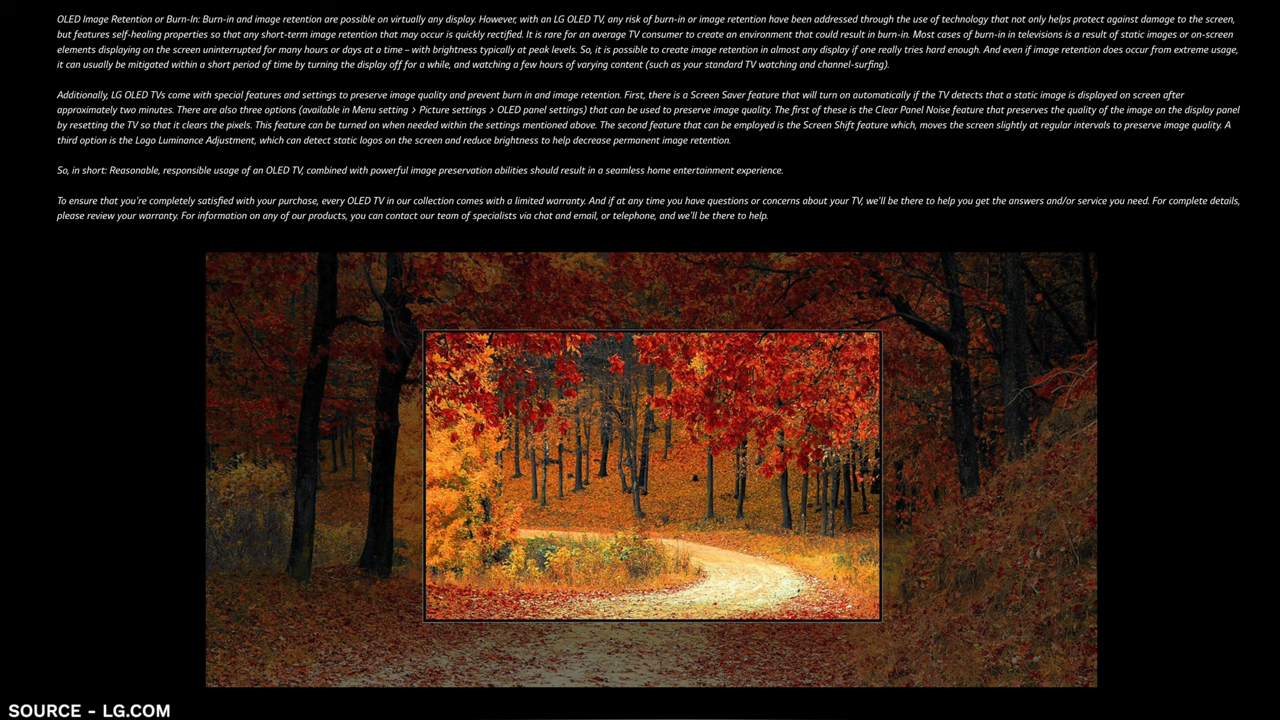 OLED Image Retention or Burn-In: Burn-in and image retention are possible on virtually any display. However, with an LG OLED TV, any risk of burn-in or image retention have been addressed through the use of technology that not only helps protect against damage to the screen,
but features self-healing properties so that any short-term image retention that may occur is quickly rectified. It is rare for an average TV consumer to create an environment that could result in burn-in. Most cases of burn-in in televisions is a result of static images or on-screen
elements displaying on the screen uninterrupted for many hours or days at a time – with brightness typically at peak levels. So, it is possible to create image retention in almost any display if one really tries hard enough. And even if image retention does occur from extreme usage,
it can usually be mitigated within a short period of time by turning the display off for a while, and watching a few hours of varying content (such as your standard TV watching and channel-surfing).
Additionally, LG OLED TVs come with special features and settings to preserve image quality and prevent burn in and image retention. First, there is a Screen Saver feature that will turn on automatically if the TV detects that a static image is displayed on screen after
approximately two minutes. There are also three options (available in Menu setting > Picture settings > OLED panel settings) that can be used to preserve image quality. The first of these is the Clear Panel Noise feature that preserves the quality of the image on the display panel
by resetting the TV so that it clears the pixels. This feature can be turned on when needed within the settings mentioned above. The second feature that can be employed is the Screen Shift feature which, moves the screen slightly at regular intervals to preserve image quality. A
third option is the Logo Luminance Adjustment, which can detect static logos on the screen and reduce brightness to help decrease permanent image retention.
So, in short: Reasonable, responsible usage of an OLED TV, combined with powerful image preservation abilities should result in a seamless home entertainment experience.
To ensure that you're completely satisfied with your purchase, every OLED TV in our collection comes with a limited warranty. And if at any time you have questions or concerns about your TV, we'll be there to help you get the answers and/or service you need. For complete details,
please review your warranty. For information on any of our products, you can contact our team of specialists via chat and email, or telephone, and we'll be there to help.
SOURCE - LG.COM